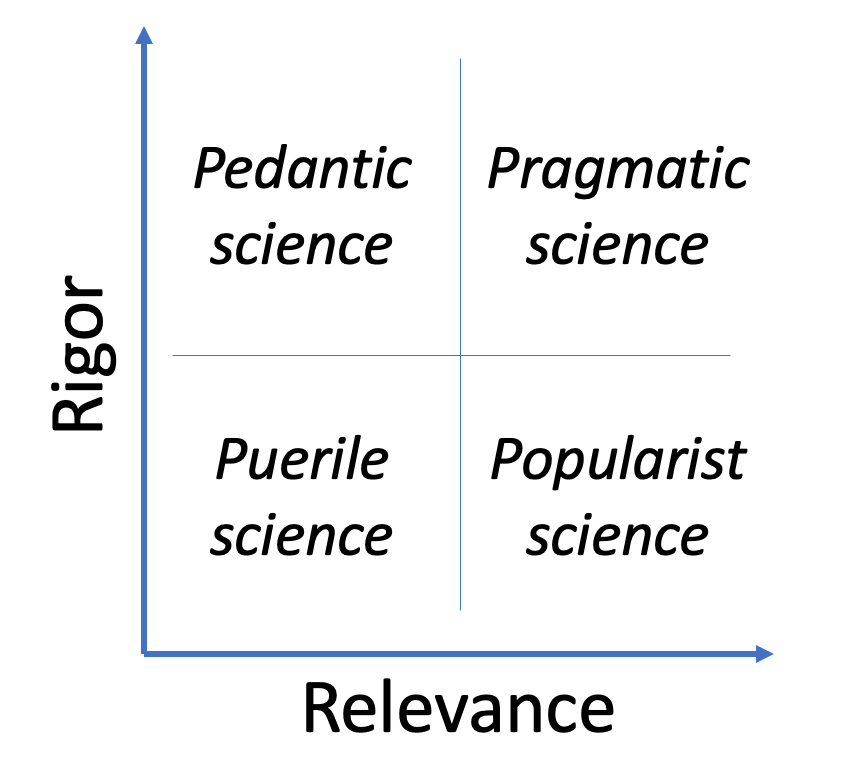 Rigor
Pedantic
science
Pragmatic
science
Puerile
science
Popularist
science
Relevance